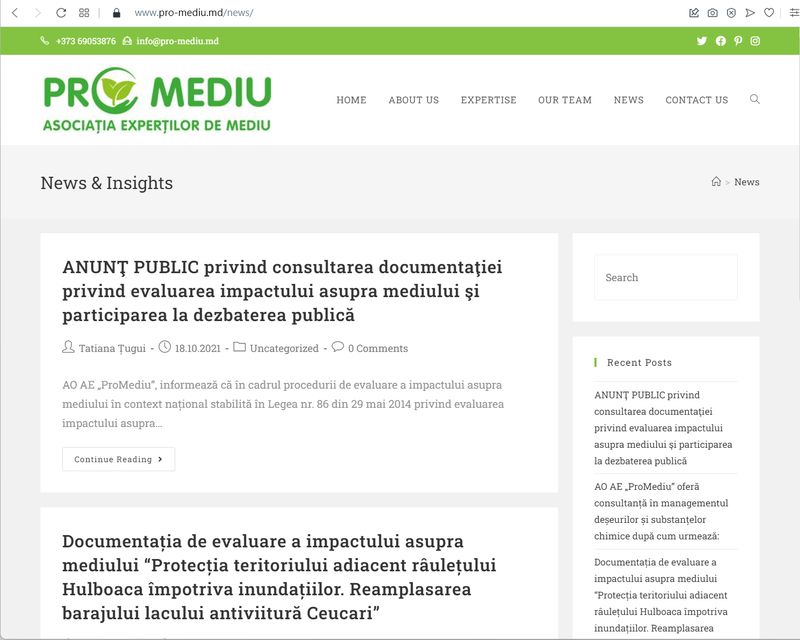 www.pro-mediu.md/news/
+373 69053876 info@pro-mediu.md
PRO MEDIU
ASOCIAȚIA EXPERȚILOR DE MEDIU
HOME ABOUT US EXPERTISE OUR TEAM NEWS CONTACT US
News & Insights
> News
ANUNŢ PUBLIC privind consultarea documentaţiei
privind evaluarea impactului asupra mediului şi
participarea la dezbaterea publică
Tatiana Țugui - 18.10.2021 - Uncategorized - 0 Comments
AO AE „ProMediu”, informează că în cadrul procedurii de evaluare a impactului asupra
mediului în context național stabilită în Legea nr. 86 din 29 mai 2014 privind evaluarea
impactului asupra…
Continue Reading >
Documentația de evaluare a impactului asupra
mediului “Protecția teritoriului adiacent râulețului
Hulboaca împotriva inundațiilor. Reamplasarea
barajului lacului antiviitură Ceucari”
Search
Recent Posts
ANUNŢ PUBLIC privind
consultarea documentaţiei
privind evaluarea impactului
asupra mediului şi participarea
la dezbaterea publică
AO AE „ProMediu” oferă
consultanță în managementul
deșeurilor și substanțelor
chimice după cum urmează:
Documentația de evaluare a
impactului asupra mediului
“Protecția teritoriului adiacent
râulețului Hulboaca împotriva
inundațiilor. Reamplasarea